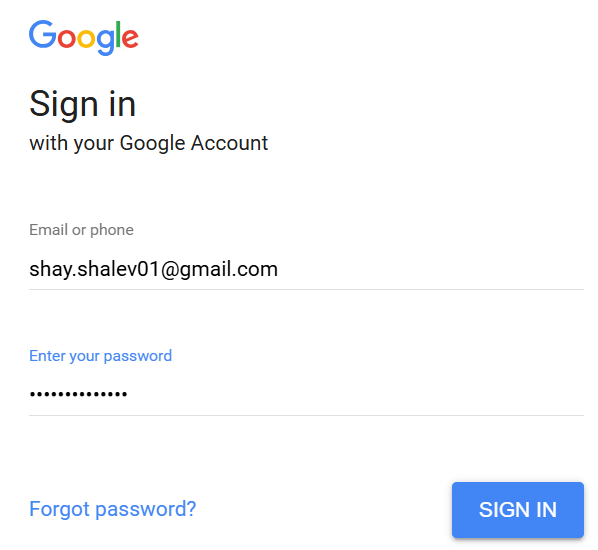 Google
Sign in
with your Google Account
Email or phone
shay.shalev01@gmail.com
Enter your password
••••••••••••••
Forgot password?
SIGN IN